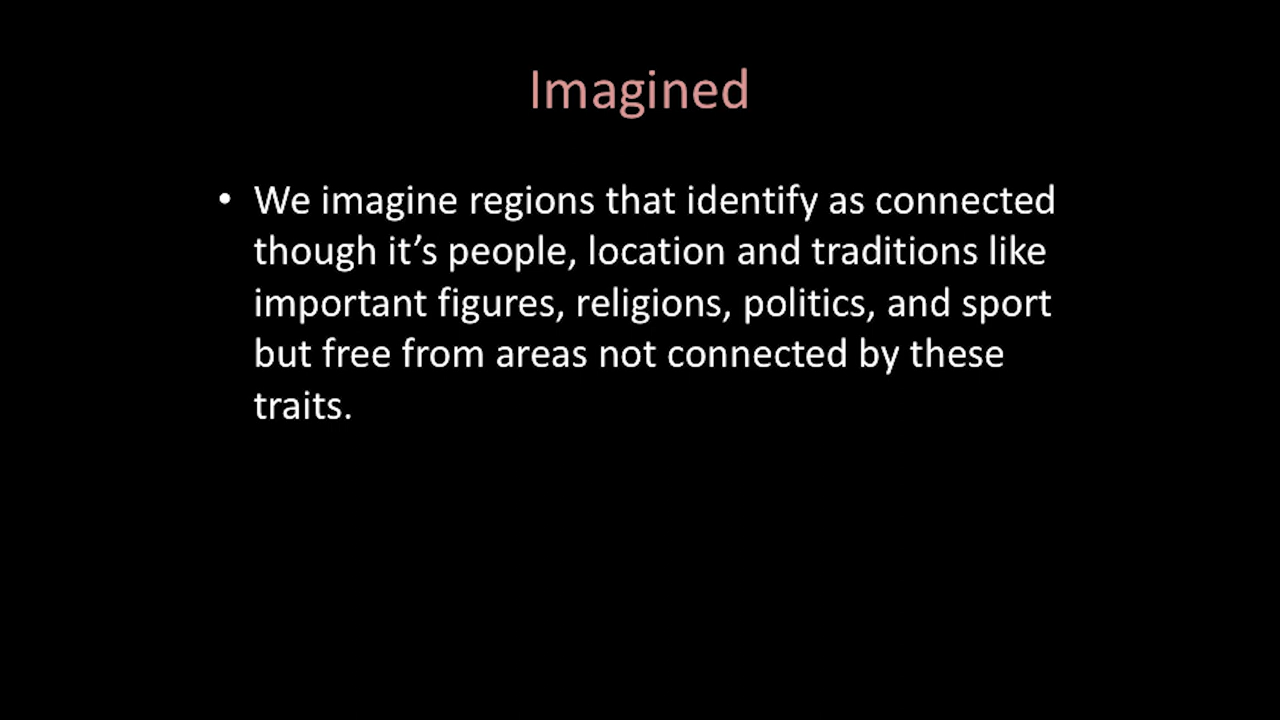 Imagined
• We imagine regions that identify as connected
though it’s people, location and traditions like
important figures, religions, politics, and sport
but free from areas not connected by these
traits.